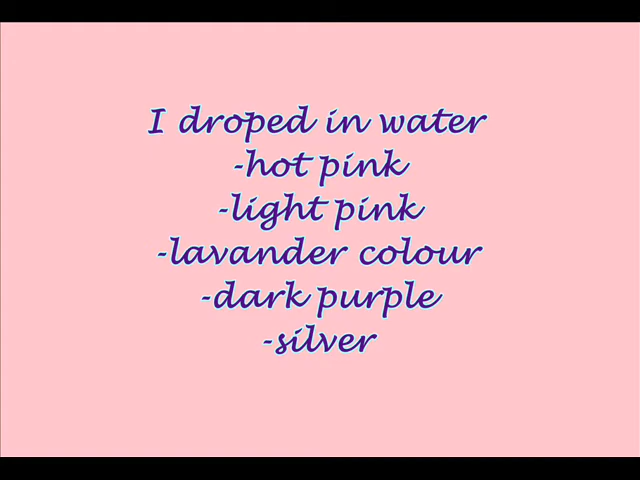 I droped in water
-hot pink
-light pink
-lavander colour
-dark purple
-silver